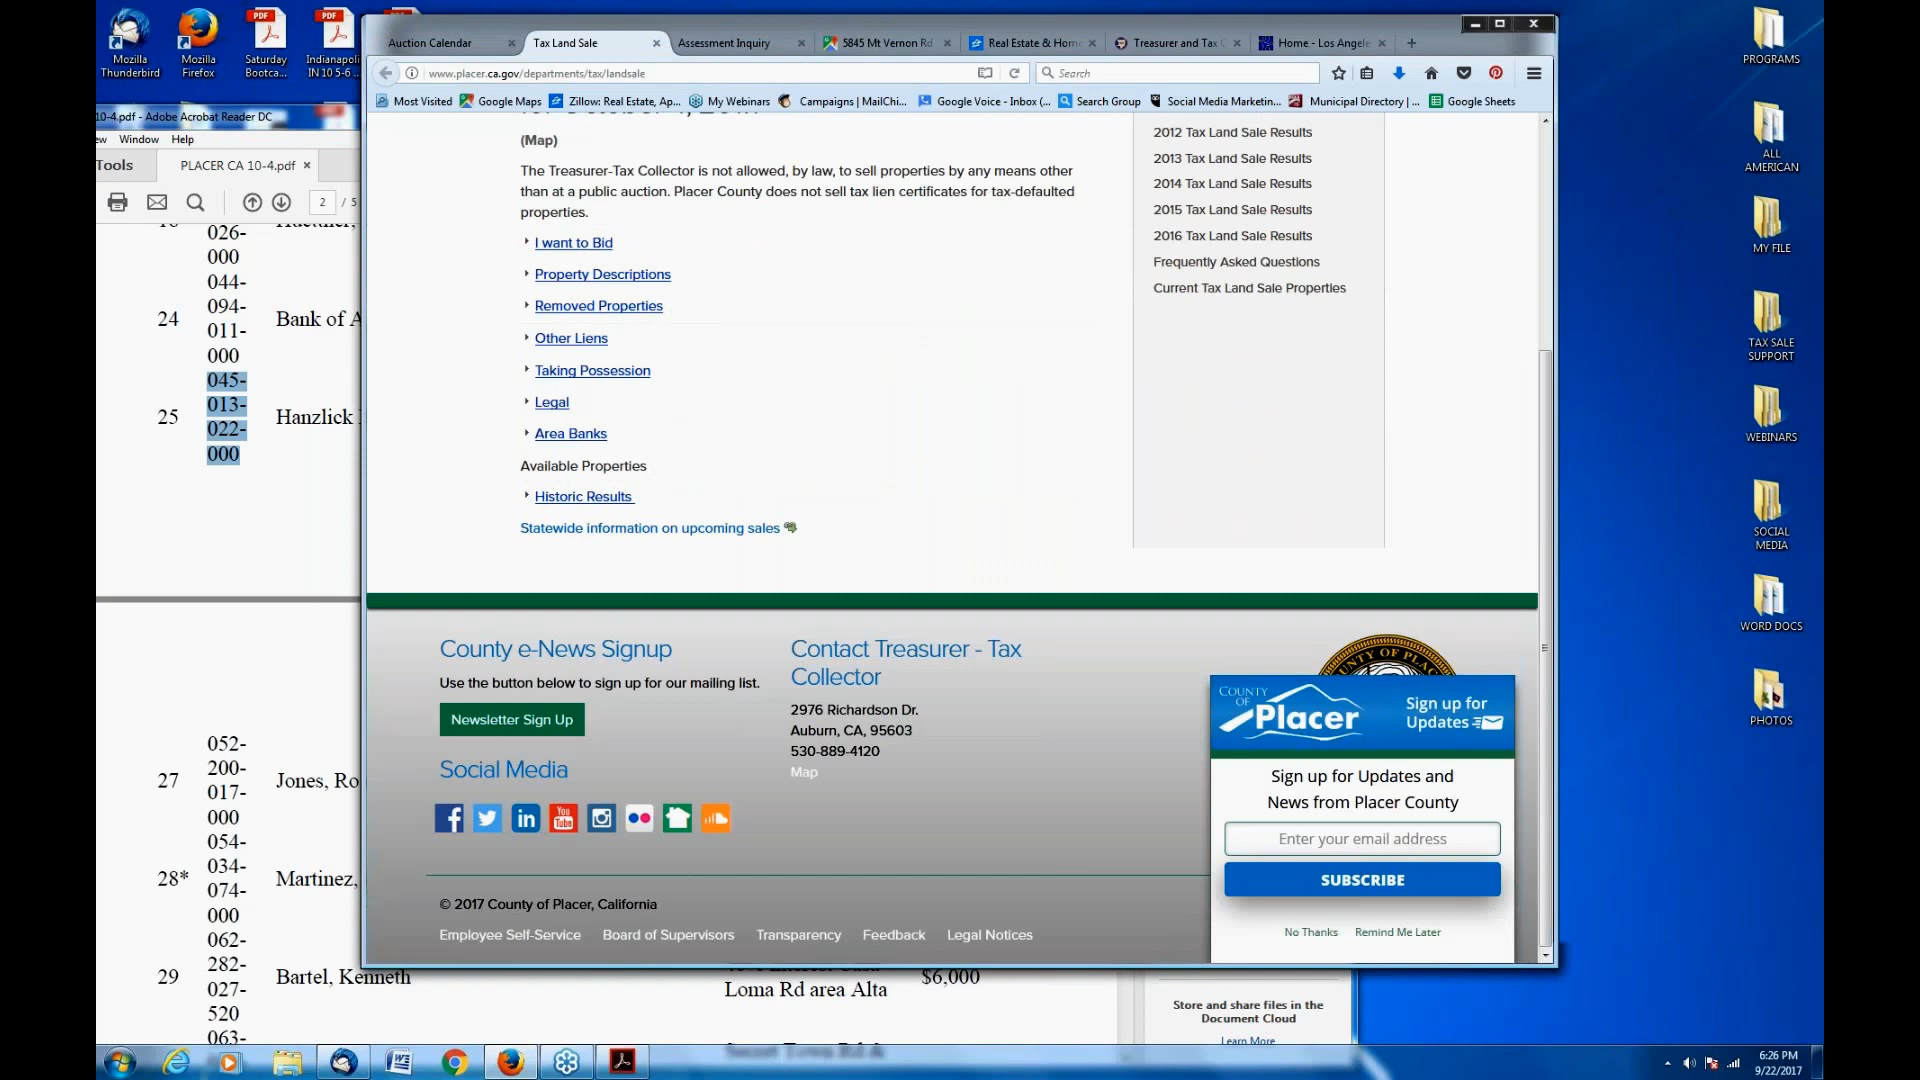 Mozilla Thunderbird
Mozilla Firefox
Saturday Bootca...
Indianapoli
IN 10 5-6 ...
PROGRAMS
ALL AMERICAN
MY FILE
TAX SALE SUPPORT
WEBINARS
SOCIAL MEDIA
WORD DOCS
PHOTOS
10-4.pdf - Adobe Acrobat Reader DC
ew Window Help
Tools PLACER CA 10-4.pdf ×
2 / 5
026-
000
24
044-
094-
011-
000
Bank of A
25
045-
013-
022-
000
Hanzlick
27
052-
200-
017-
000
Jones, Ro
28*
054-
034-
074-
000
Martinez,
29
062-
282-
027-
520
Bartel, Kenneth
Loma Rd area Alta
$6,000
063-
Auction Calendar
Tax Land Sale
Assessment Inquiry
5845 Mt Vernon Rd
Real Estate & Home
Treasurer and Tax C
Home - Los Angele
www.placer.ca.gov/departments/tax/landsale
Search
Most Visited
Google Maps
Zillow: Real Estate, Ap...
My Webinars
Campaigns | MailChi...
Google Voice - Inbox (...
Search Group
Social Media Marketin...
Municipal Directory | ...
Google Sheets
(Map)
The Treasurer-Tax Collector is not allowed, by law, to sell properties by any means other
than at a public auction. Placer County does not sell tax lien certificates for tax-defaulted
properties.
I want to Bid
Property Descriptions
Removed Properties
Other Liens
Taking Possession
Legal
Area Banks
Available Properties
Historic Results
Statewide information on upcoming sales
2012 Tax Land Sale Results
2013 Tax Land Sale Results
2014 Tax Land Sale Results
2015 Tax Land Sale Results
2016 Tax Land Sale Results
Frequently Asked Questions
Current Tax Land Sale Properties
County e-News Signup
Use the button below to sign up for our mailing list.
Newsletter Sign Up
Social Media
You Tube
Contact Treasurer - Tax
Collector
2976 Richardson Dr.
Auburn, CA, 95603
530-889-4120
Map
© 2017 County of Placer, California
Employee Self-Service Board of Supervisors Transparency Feedback Legal Notices
COUNTY OF PLAC
COUNTY OF Placer
Sign up for
Updates
Sign up for Updates and
News from Placer County
Enter your email address
SUBSCRIBE
No Thanks Remind Me Later
Store and share files in the
Document Cloud
Learn More
6:26 PM
9/22/2017